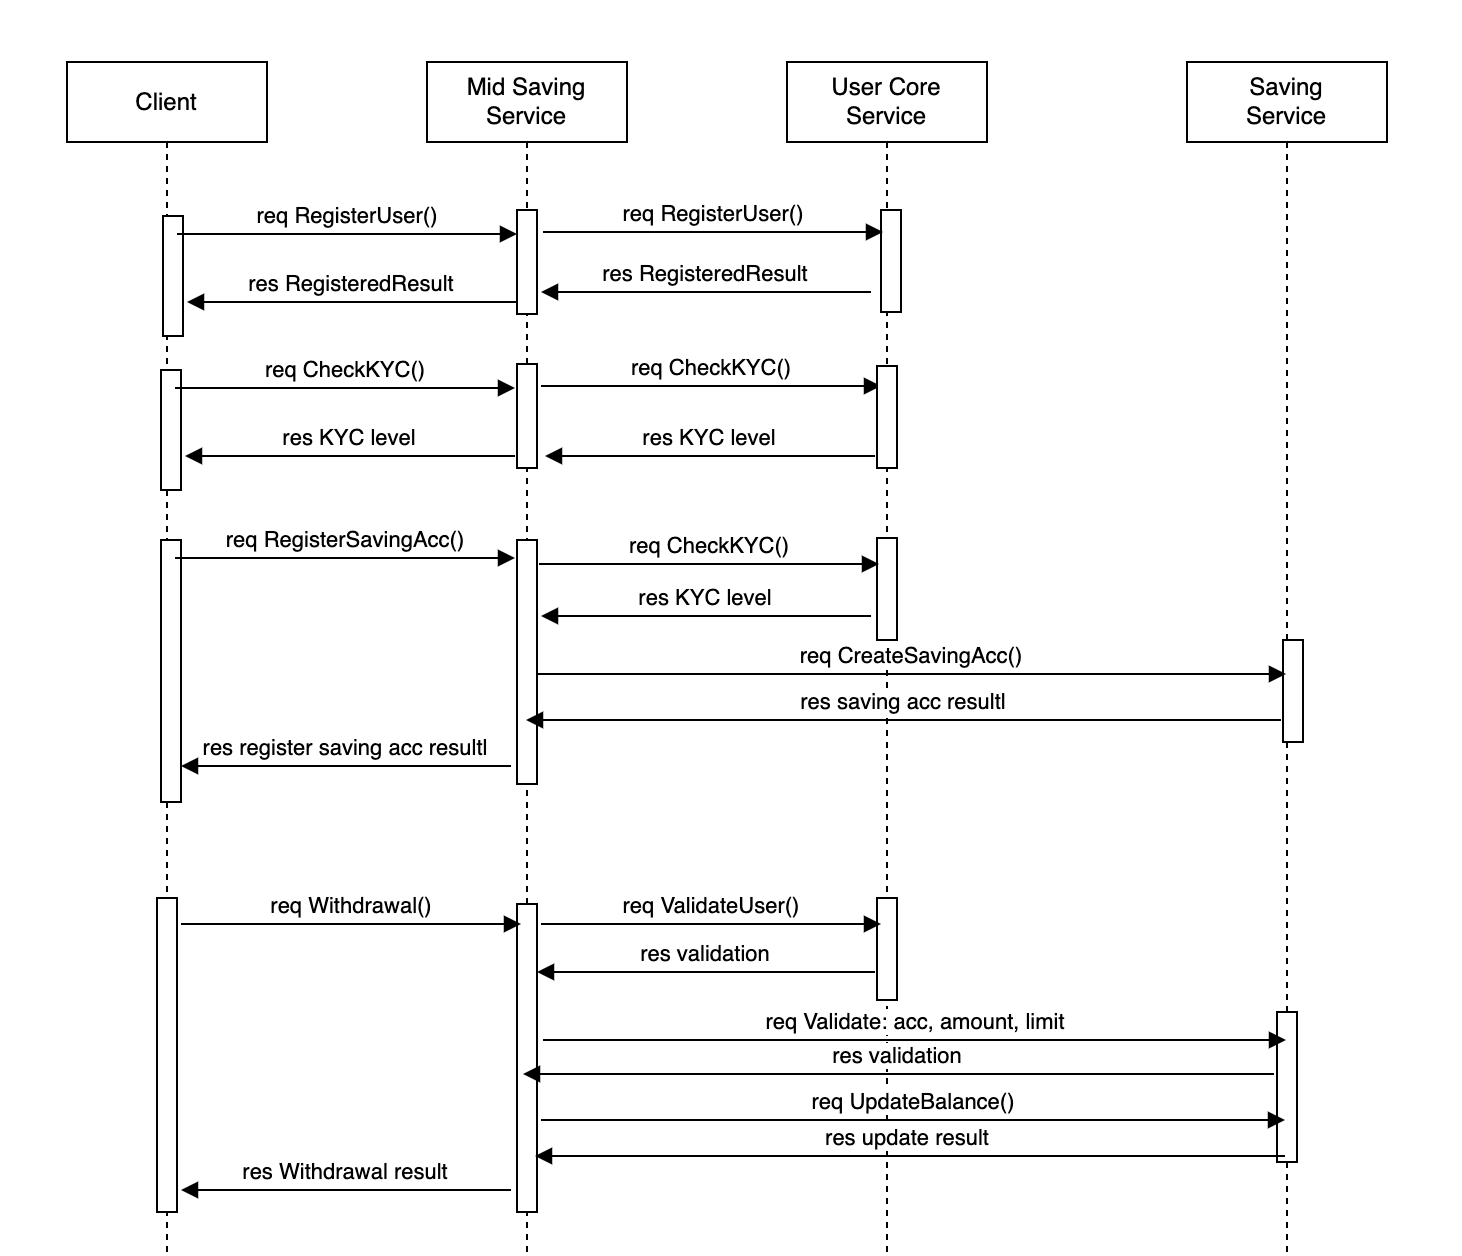 Client
Mid Saving
Service
User Core
Service
Saving
Service
req RegisterUser()
req RegisterUser()
res RegisteredResult
res RegisteredResult
req CheckKYC()
req CheckKYC()
res KYC level
res KYC level
req RegisterSavingAcc()
req CheckKYC()
res KYC level
req CreateSavingAcc()
res saving acc resultl
res register saving acc resultl
req Withdrawal()
req ValidateUser()
res validation
req Validate: acc, amount, limit
res validation
req UpdateBalance()
res update result
res Withdrawal result